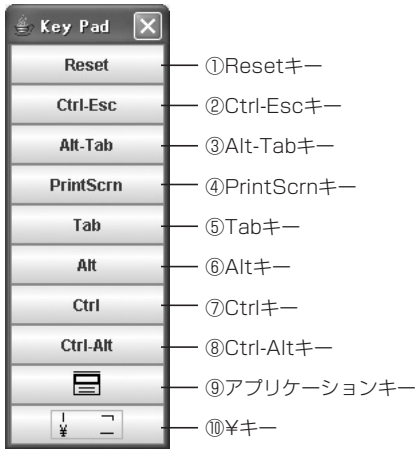 Key Pad
Reset ①Resetキー
Ctrl-Esc ②Ctrl-Escキー
Alt-Tab ③Alt-Tabキー
PrintScrn ④PrintScrnキー
Tab ⑤Tabキー
Alt ⑥Altキー
Ctrl ⑦Ctrlキー
Ctrl-Alt ⑧Ctrl-Altキー
⑨アプリケーションキー
¥ ⑩¥キー